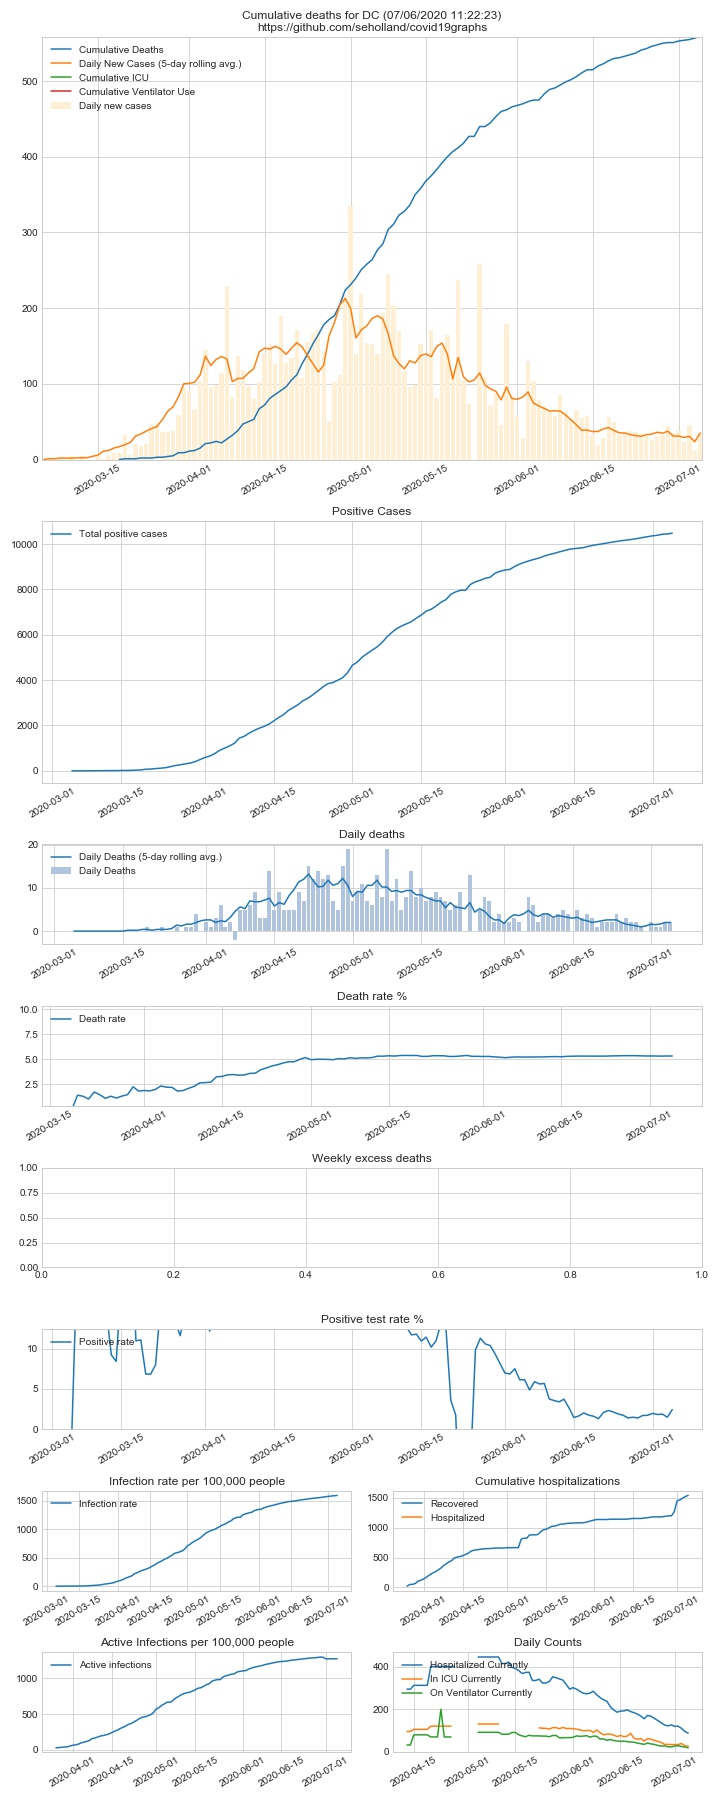 Cumulative deaths for DC (07/06/2020 11:22:23)
https://github.com/seholland/covid19graphs
Cumulative Deaths
Daily New Cases (5-day rolling avg.)
Cumulative ICU
Cumulative Ventilator Use
Daily new cases
500
400
300
200
100
0
2020-03-15 2020-04-01 2020-04-15 2020-05-01 2020-05-15 2020-06-01 2020-06-15 2020-07-01
Positive Cases
Total positive cases
10000
8000
6000
4000
2000
0
2020-03-01 2020-03-15 2020-04-01 2020-04-15 2020-05-01 2020-05-15 2020-06-01 2020-06-15 2020-07-01
Daily deaths
Daily Deaths (5-day rolling avg.)
Daily Deaths
20
10
0
2020-03-01 2020-03-15 2020-04-01 2020-04-15 2020-05-01 2020-05-15 2020-06-01 2020-06-15 2020-07-01
Death rate %
Death rate
10.0
7.5
5.0
2.5
2020-03-15 2020-04-01 2020-04-15 2020-05-01 2020-05-15 2020-06-01 2020-06-15 2020-07-01
Weekly excess deaths
1.00
0.75
0.50
0.25
0.00
0.0 0.2 0.4 0.6 0.8 1.0
Positive test rate %
Positive rate
10
5
0
2020-03-01 2020-03-15 2020-04-01 2020-04-15 2020-05-01 2020-05-15 2020-06-01 2020-06-15 2020-07-01
Infection rate per 100,000 people
Infection rate
1500
1000
500
0
2020-03-01 2020-03-15 2020-04-01 2020-04-15 2020-05-01 2020-05-15 2020-06-01 2020-06-15 2020-07-01
Cumulative hospitalizations
Recovered
Hospitalized
1500
1000
500
0
2020-04-01 2020-04-15 2020-05-01 2020-05-15 2020-06-01 2020-06-15 2020-07-01
Active Infections per 100,000 people
Active infections
1000
500
0
2020-04-01 2020-04-15 2020-05-01 2020-05-15 2020-06-01 2020-06-15 2020-07-01
Daily Counts
Hospitalized Currently
In ICU Currently
On Ventilator Currently
400
200
0
2020-04-15 2020-05-01 2020-05-15 2020-06-01 2020-06-15 2020-07-01